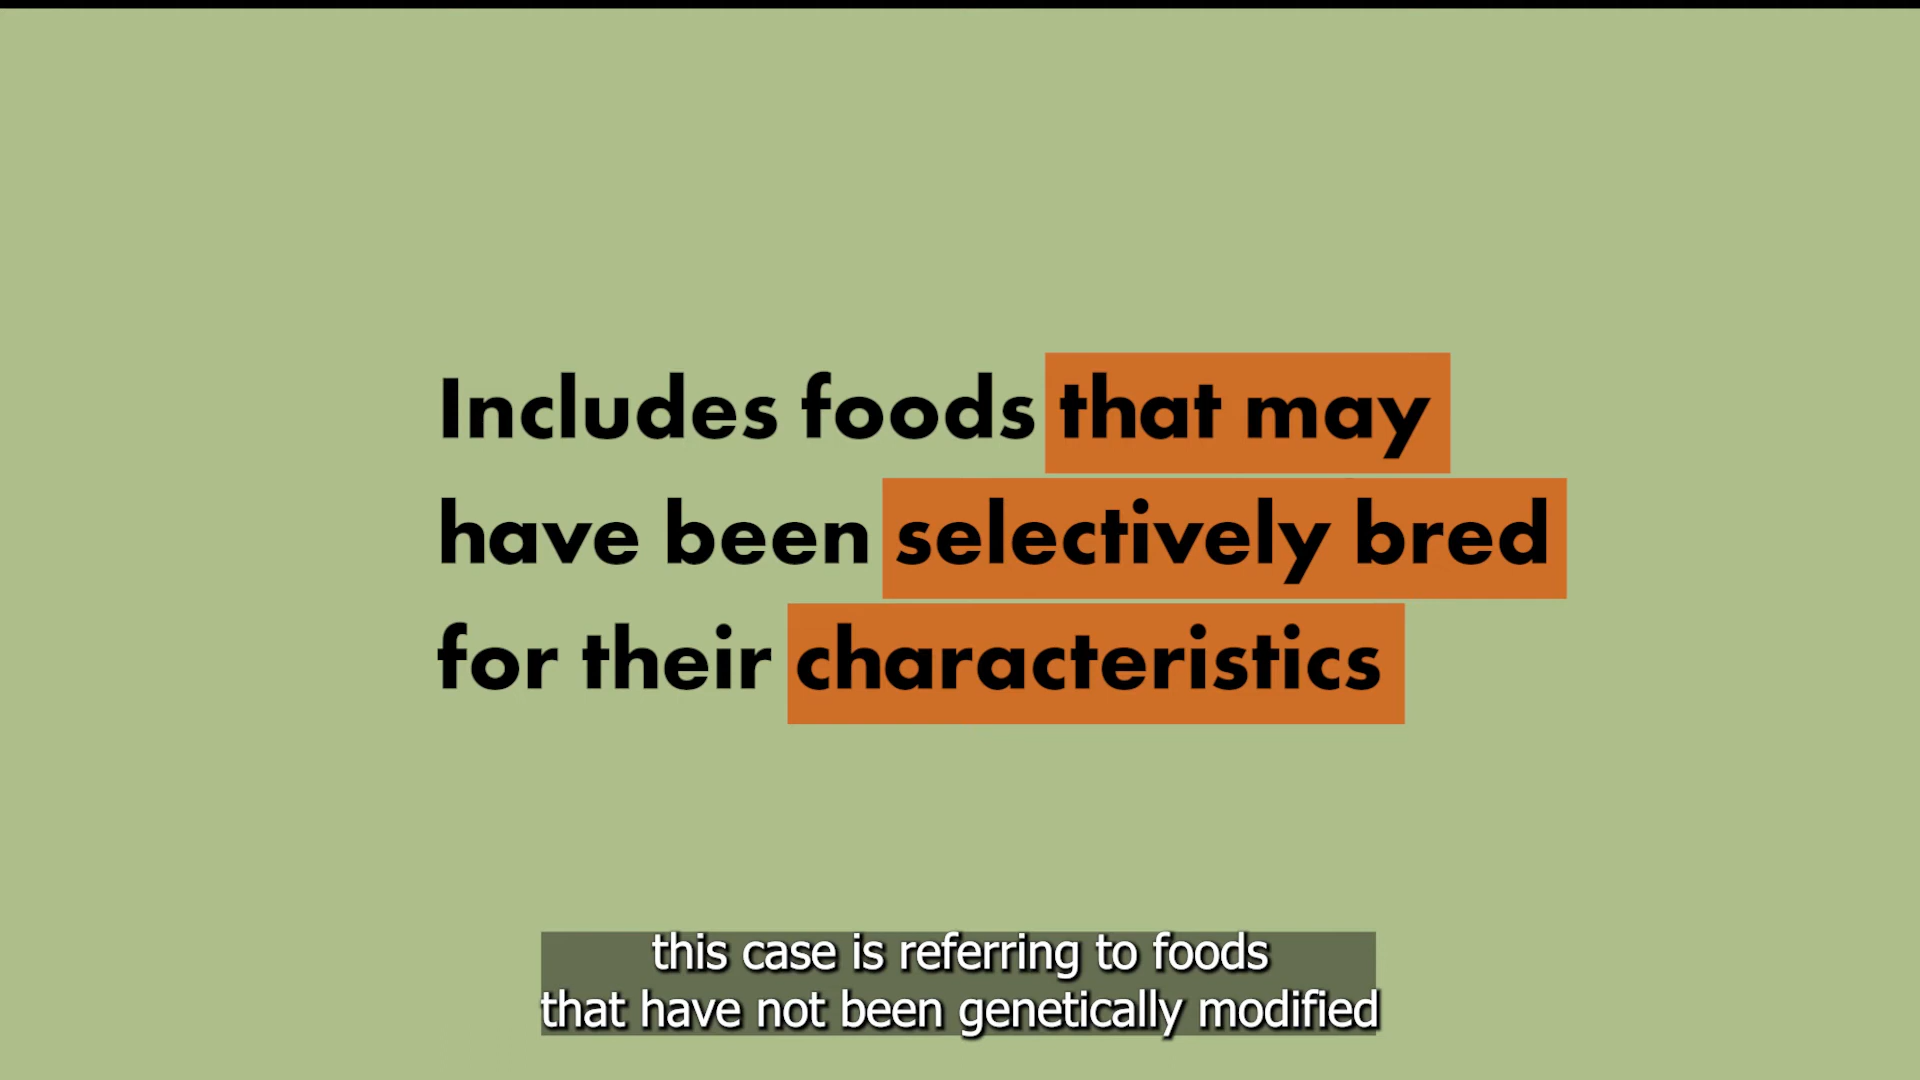 Includes foods that may
have been selectively bred
for their characteristics
this case is referring to foods
that have not been genetically modified